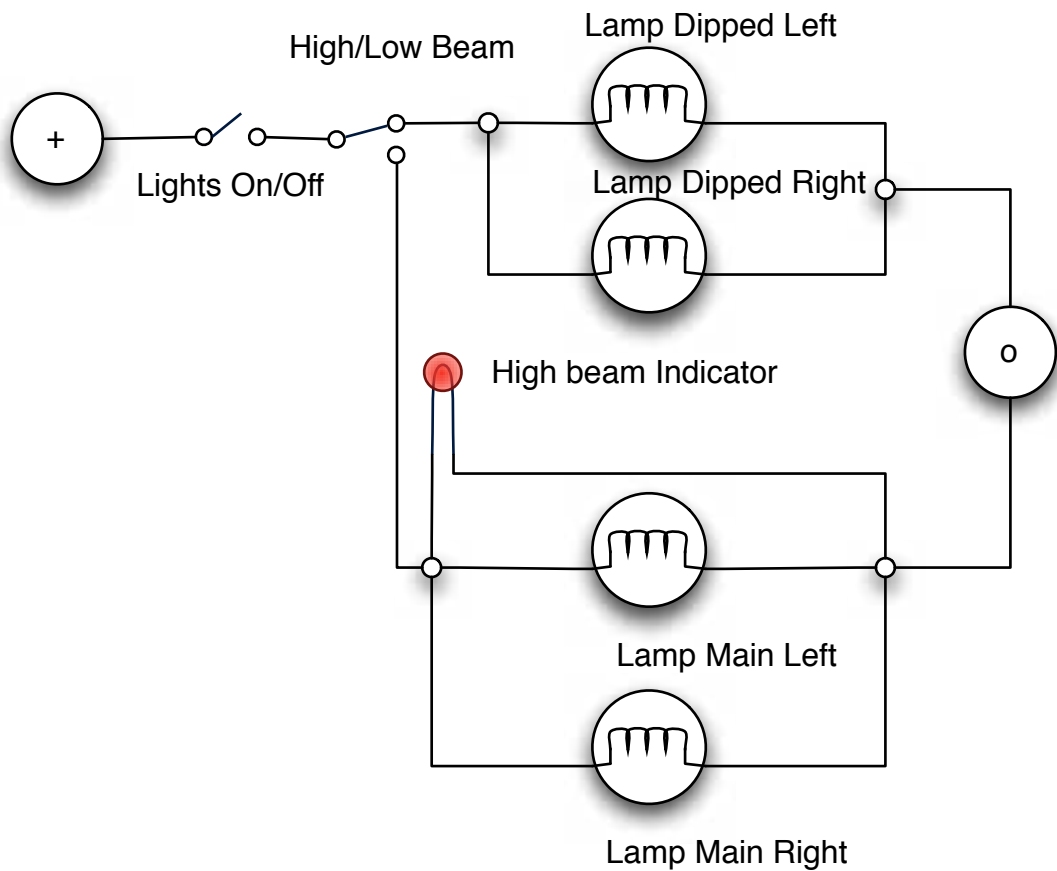 Lamp Dipped Left
High/Low Beam
+
Lights On/Off
Lamp Dipped Right
o
High beam Indicator
Lamp Main Left
Lamp Main Right